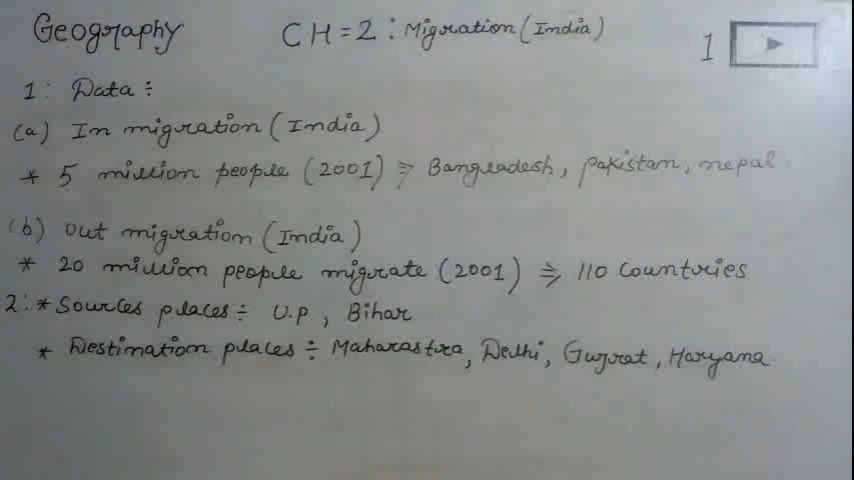 Geography CH = 2 : Migration (India) 1
1 : Data ÷
(a) In migration (India)
* 5 million people (2001) ⇒ Bangladesh, Pakistan, nepal.
(b) out migration (India)
* 20 million people migrate (2001) ⇒ 110 Countries
2 : * Sources places ÷ U.P, Bihar
* Destination places ÷ Maharastra, Delhi, Gujrat, Haryana